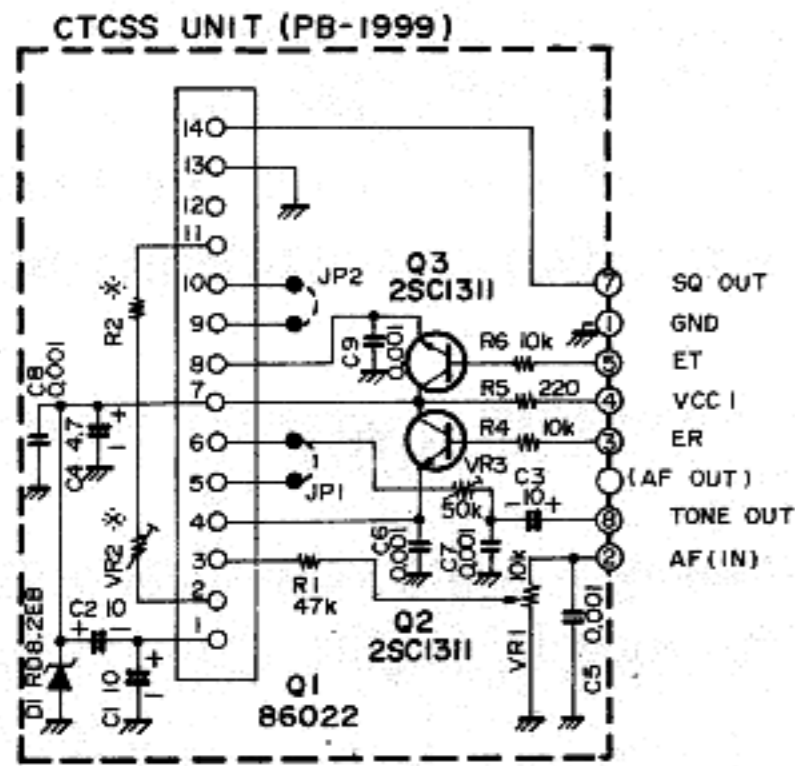 CTCSS UNIT (PB-1999)
14
13
12
11
10
9
8
7
6
5
4
3
2
1
JP2
JP1
Q3
2SC1311
R2 ※
VR2 ※
C8
0.001
C4 4.7
+
-
C9
0.001
R6 10k
R5 220
R4 10k
VR3
50k
C3
-10+
C6
0.001
C7
0.001
R1
47k
Q2
2SC1311
10k
VR1
C5 0.001
C2 10
+ -
D1 RD8.2EB
C1 10
+
-
Q1
86022
7 SQ OUT
1 GND
5 ET
4 VCC 1
3 ER
(AF OUT)
8 TONE OUT
2 AF(IN)